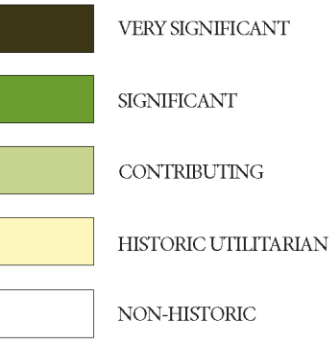 VERY SIGNIFICANT
SIGNIFICANT
CONTRIBUTING
HISTORIC UTILITARIAN
NON-HISTORIC